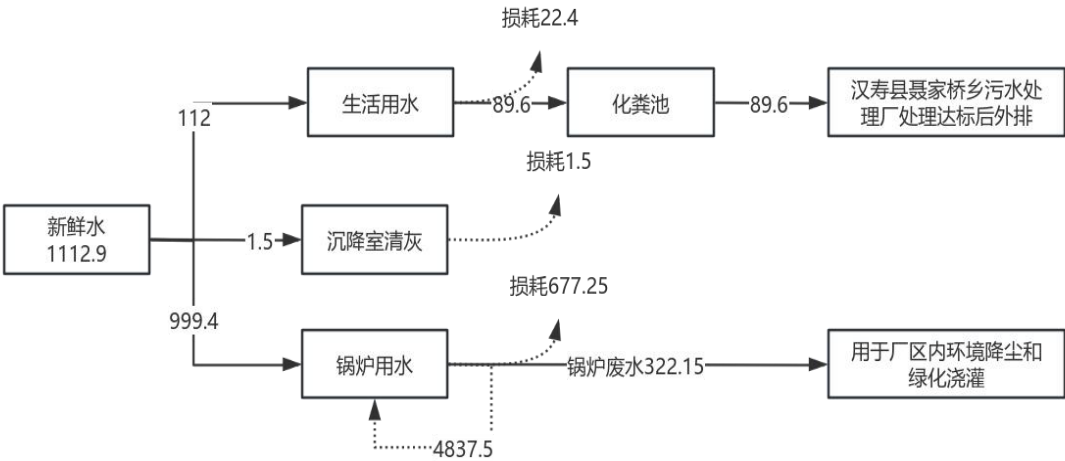 损耗22.4
112
生活用水
89.6
化粪池
89.6
汉寿县聂家桥乡污水处
理厂处理达标后外排
损耗1.5
新鲜水
1112.9
1.5
沉降室清灰
损耗677.25
999.4
锅炉用水
锅炉废水322.15
用于厂区内环境降尘和
绿化浇灌
4837.5